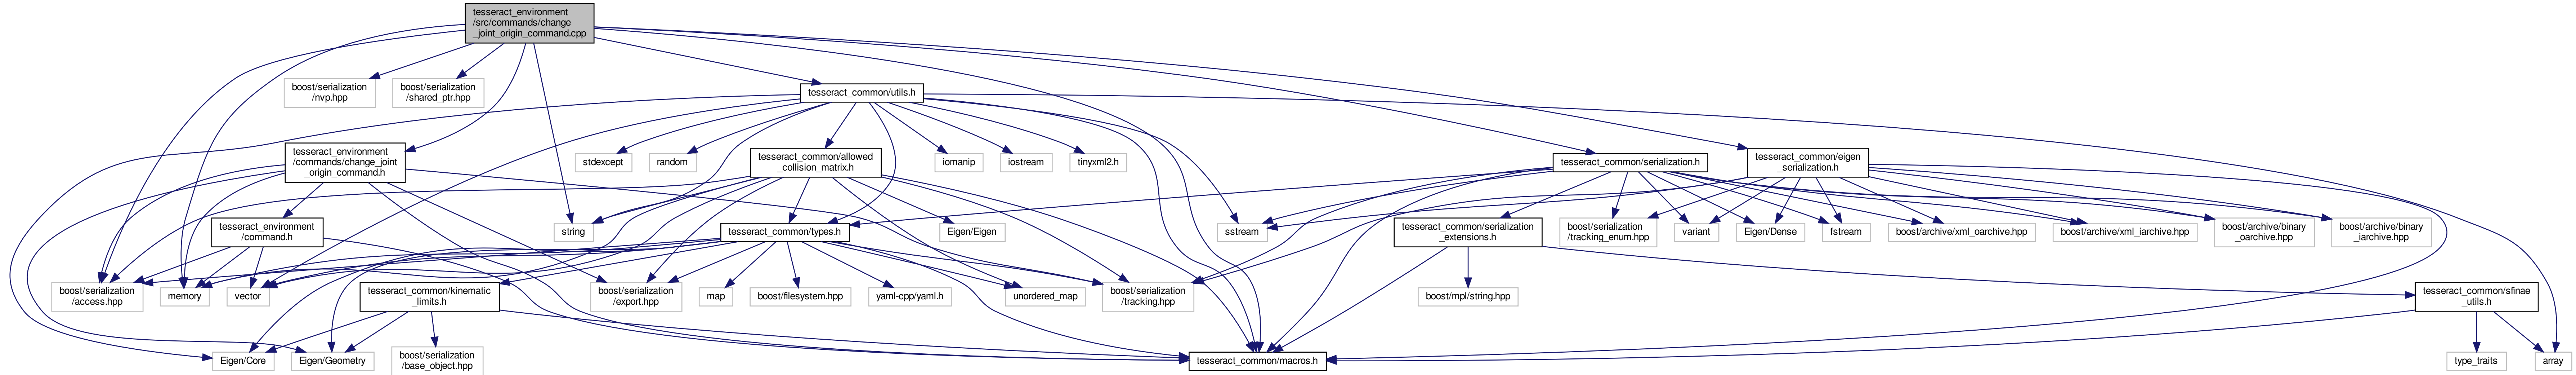 tesseract_environment
/src/commands/change
_joint_origin_command.cpp
boost/serialization
/nvp.hpp
boost/serialization
/shared_ptr.hpp
tesseract_common/utils.h
tesseract_environment
/commands/change_joint
_origin_command.h
stdexcept
random
tesseract_common/allowed
_collision_matrix.h
iomanip
iostream
tinyxml2.h
tesseract_common/serialization.h
tesseract_common/eigen
_serialization.h
tesseract_environment
/command.h
string
tesseract_common/types.h
Eigen/Eigen
sstream
tesseract_common/serialization
_extensions.h
boost/serialization
/tracking_enum.hpp
variant
Eigen/Dense
fstream
boost/archive/xml_oarchive.hpp
boost/archive/xml_iarchive.hpp
boost/archive/binary
_oarchive.hpp
boost/archive/binary
_iarchive.hpp
boost/serialization
/access.hpp
memory
vector
tesseract_common/kinematic
_limits.h
boost/serialization
/export.hpp
map
boost/filesystem.hpp
yaml-cpp/yaml.h
unordered_map
boost/serialization
/tracking.hpp
boost/mpl/string.hpp
tesseract_common/sfinae
_utils.h
Eigen/Core
Eigen/Geometry
boost/serialization
/base_object.hpp
tesseract_common/macros.h
type_traits
array